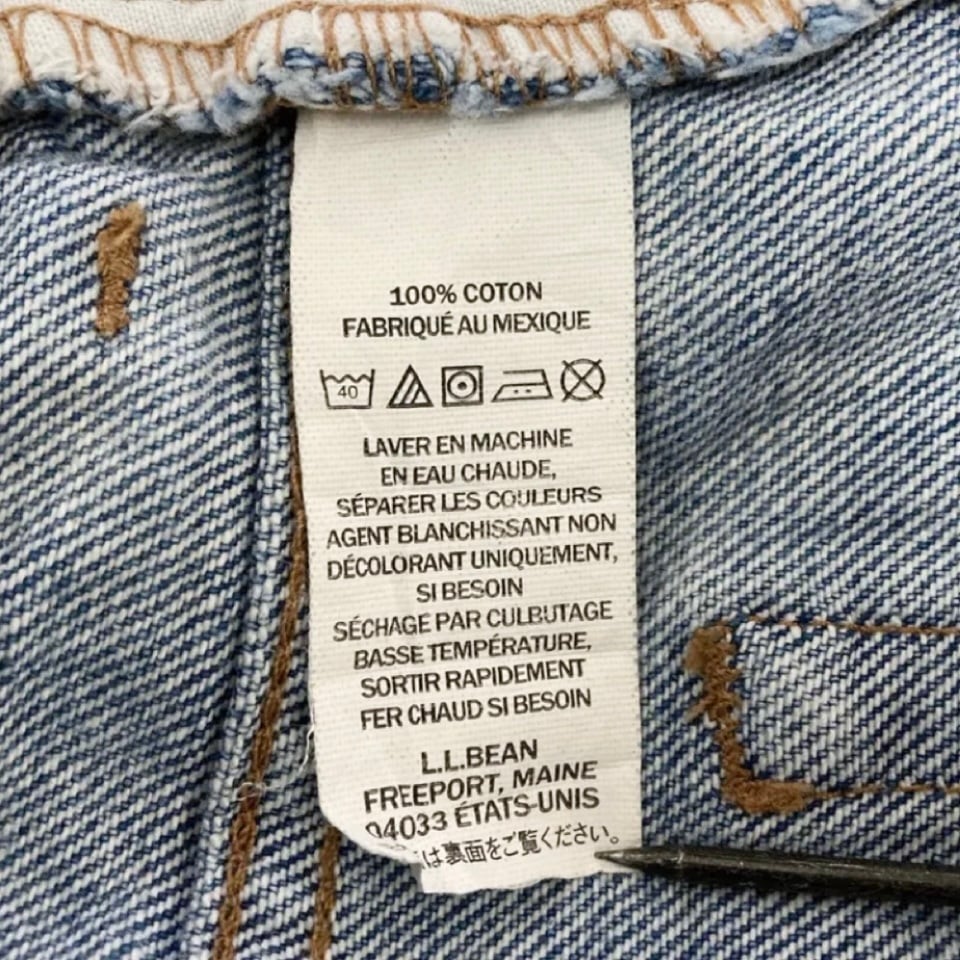 100% COTON
FABRIQUÉ AU MEXIQUE
40
LAVER EN MACHINE
EN EAU CHAUDE,
SÉPARER LES COULEURS
AGENT BLANCHISSANT NON
DÉCOLORANT UNIQUEMENT,
SI BESOIN
SÉCHAGE PAR CULBUTAGE
BASSE TEMPÉRATURE,
SORTIR RAPIDEMENT
FER CHAUD SI BESOIN
L.L.BEAN
FREEPORT, MAINE
04033 ÉTATS-UNIS
は裏面をご覧ください。